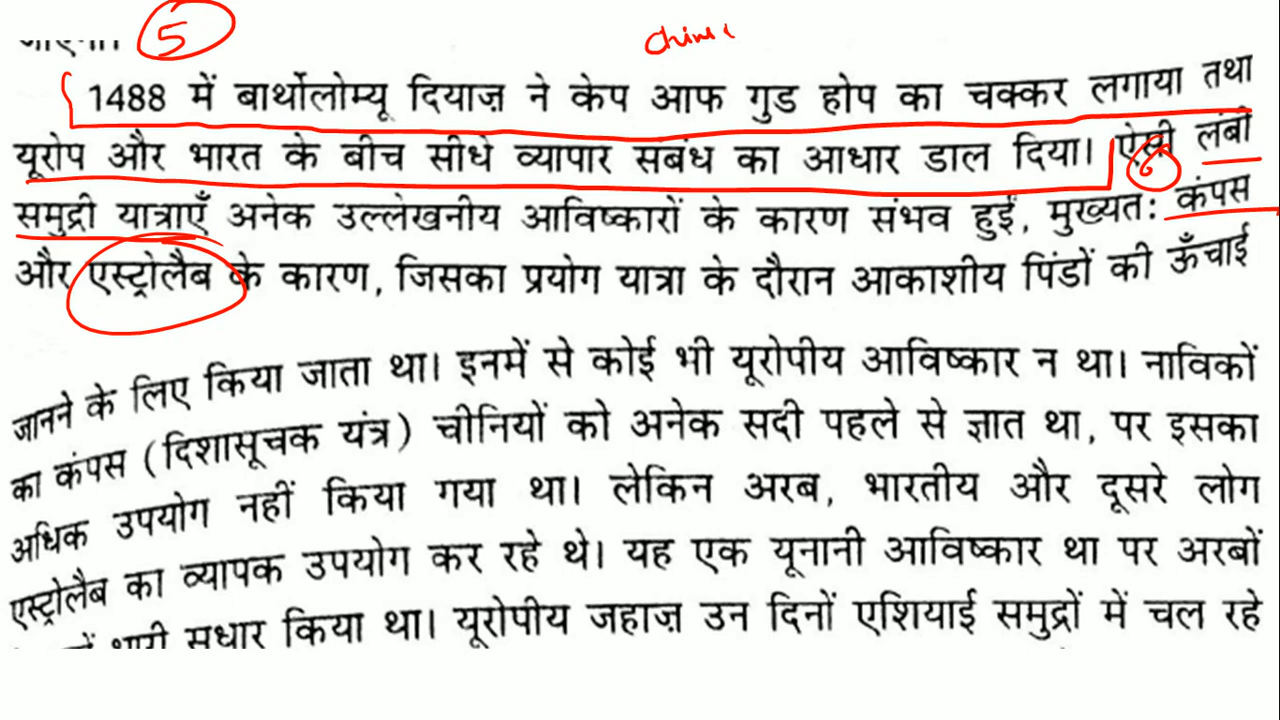 5
1488 में बार्थोलोम्यू दियाज़ ने केप आफ गुड होप का चक्कर लगाया तथा
यूरोप और भारत के बीच सीधे व्यापार सबंध का आधार डाल दिया। ऐसी लंबी
6
समुद्री यात्राएँ अनेक उल्लेखनीय आविष्कारों के कारण संभव हुईं, मुख्यतः कंपस
और एस्ट्रोलैब के कारण, जिसका प्रयोग यात्रा के दौरान आकाशीय पिंडों की ऊँचाई
जानने के लिए किया जाता था। इनमें से कोई भी यूरोपीय आविष्कार न था। नाविकों
का कंपस (दिशासूचक यंत्र) चीनियों को अनेक सदी पहले से ज्ञात था, पर इसका
अधिक उपयोग नहीं किया गया था। लेकिन अरब, भारतीय और दूसरे लोग
एस्ट्रोलैब का व्यापक उपयोग कर रहे थे। यह एक यूनानी आविष्कार था पर अरबों
सुधार किया था। यूरोपीय जहाज़ उन दिनों एशियाई समुद्रों में चल रहे